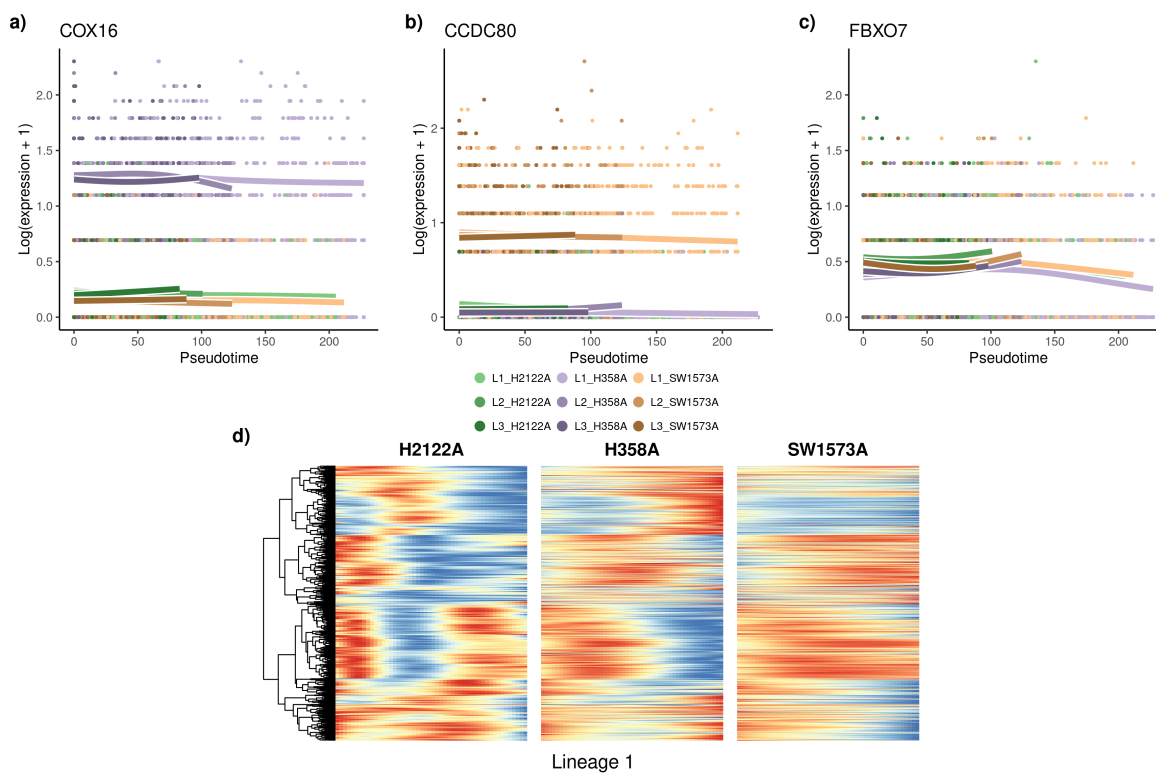 a) b) c)
COX16 CCDC80 FBXO7
Log(expression + 1) Log(expression + 1) Log(expression + 1)
2.0
1.5
1.0
0.5
0.0
2
1
0
2.0
1.5
1.0
0.5
0.0
0 50 100 150 200 0 50 100 150 200 0 50 100 150 200
Pseudotime Pseudotime Pseudotime
L1_H2122A L1_H358A L1_SW1573A
L2_H2122A L2_H358A L2_SW1573A
L3_H2122A L3_H358A L3_SW1573A
d)
H2122A H358A SW1573A
Lineage 1